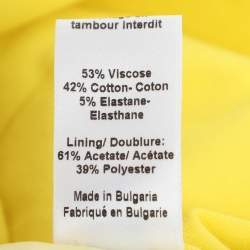 tambour interdit
53% Viscose
42% Cotton- Coton
5% Elastane-
Elasthane
Lining/ Doublure:
61% Acetate/ Acétate
39% Polyester
Made in Bulgaria
Fabriqué en Bulgarie